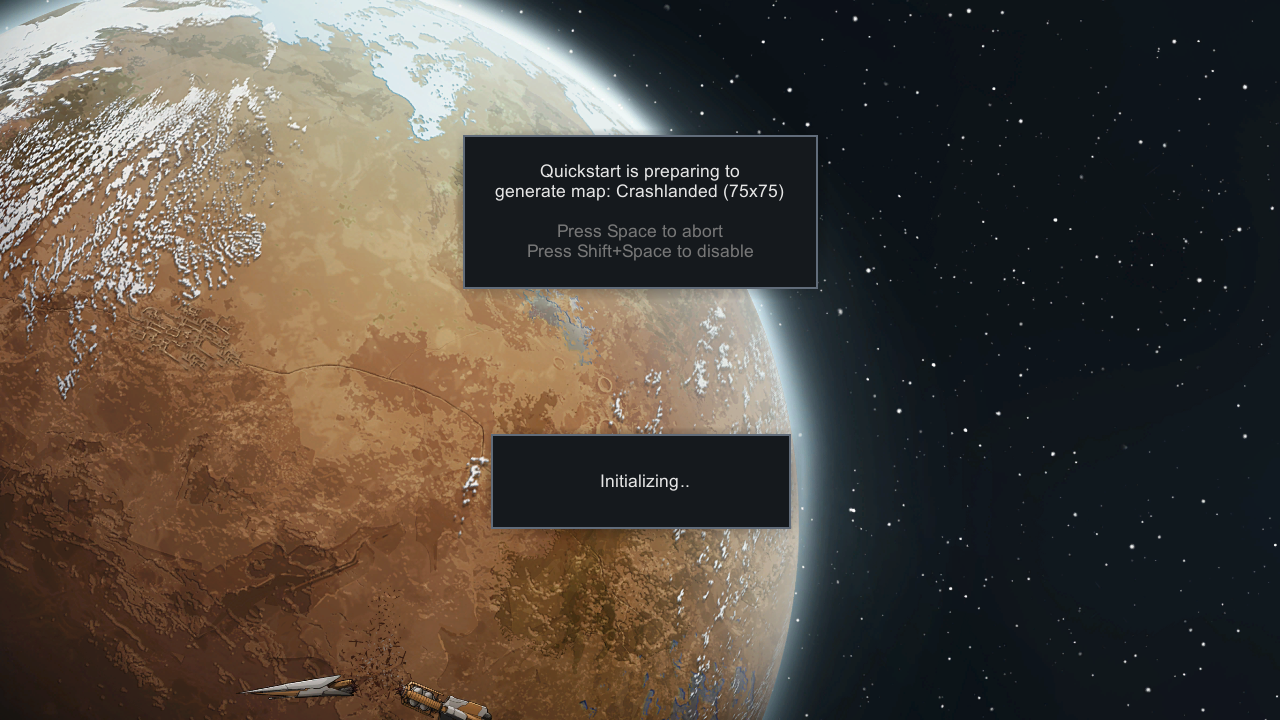 Quickstart is preparing to
generate map: Crashlanded (75x75)
Press Space to abort
Press Shift+Space to disable
Initializing..